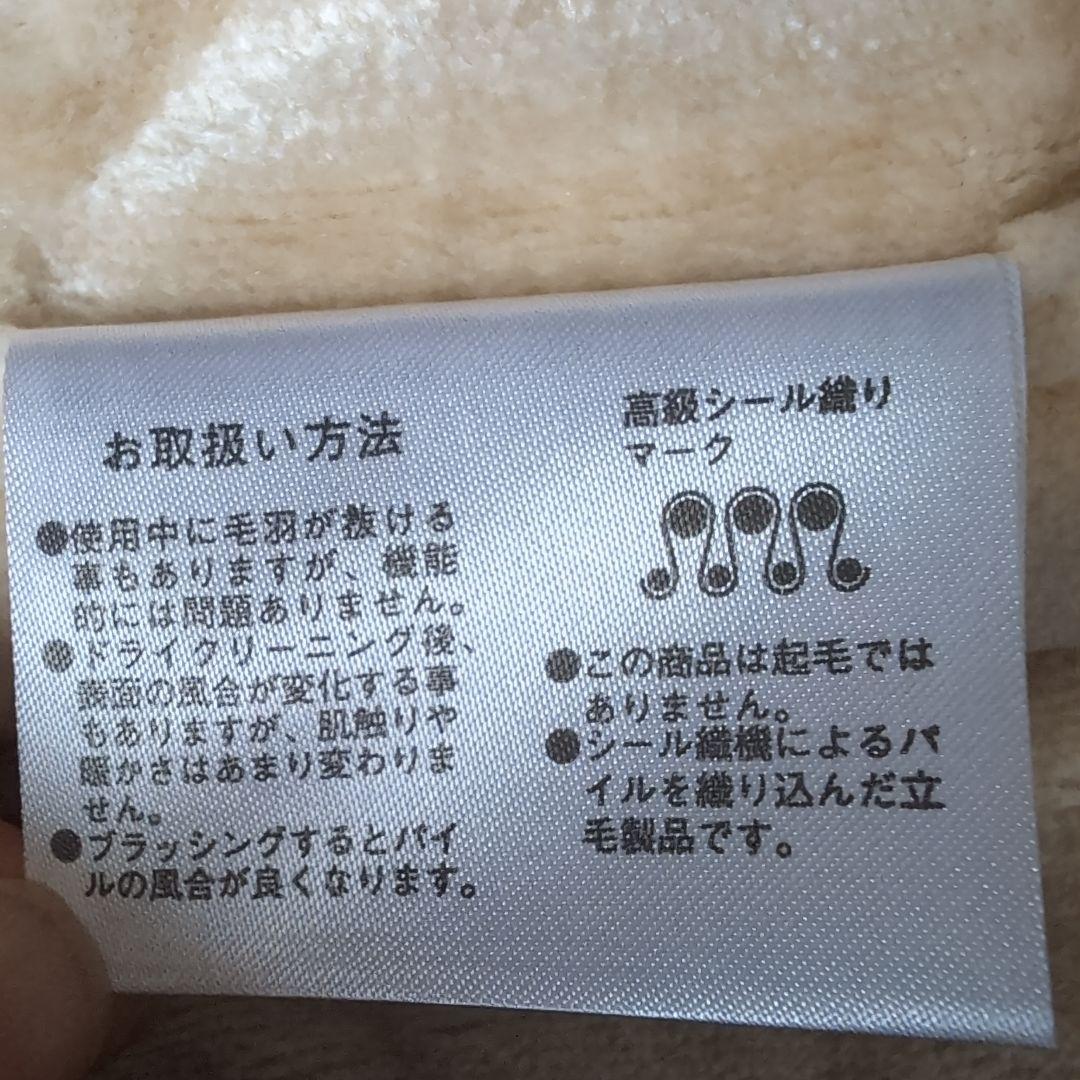 お取扱い方法
●使用中に毛羽が抜ける
事もありますが、機能
的には問題ありません。
●ドライクリーニング後、
表面の風合が変化する事
もありますが、肌触りや
暖かさはあまり変わりま
せん。
●ブラッシングするとパイ
ルの風合が良くなります。
高級シール織り
マーク
●この商品は起毛では
ありません。
●シール織機によるパ
イルを織り込んだ立
毛製品です。